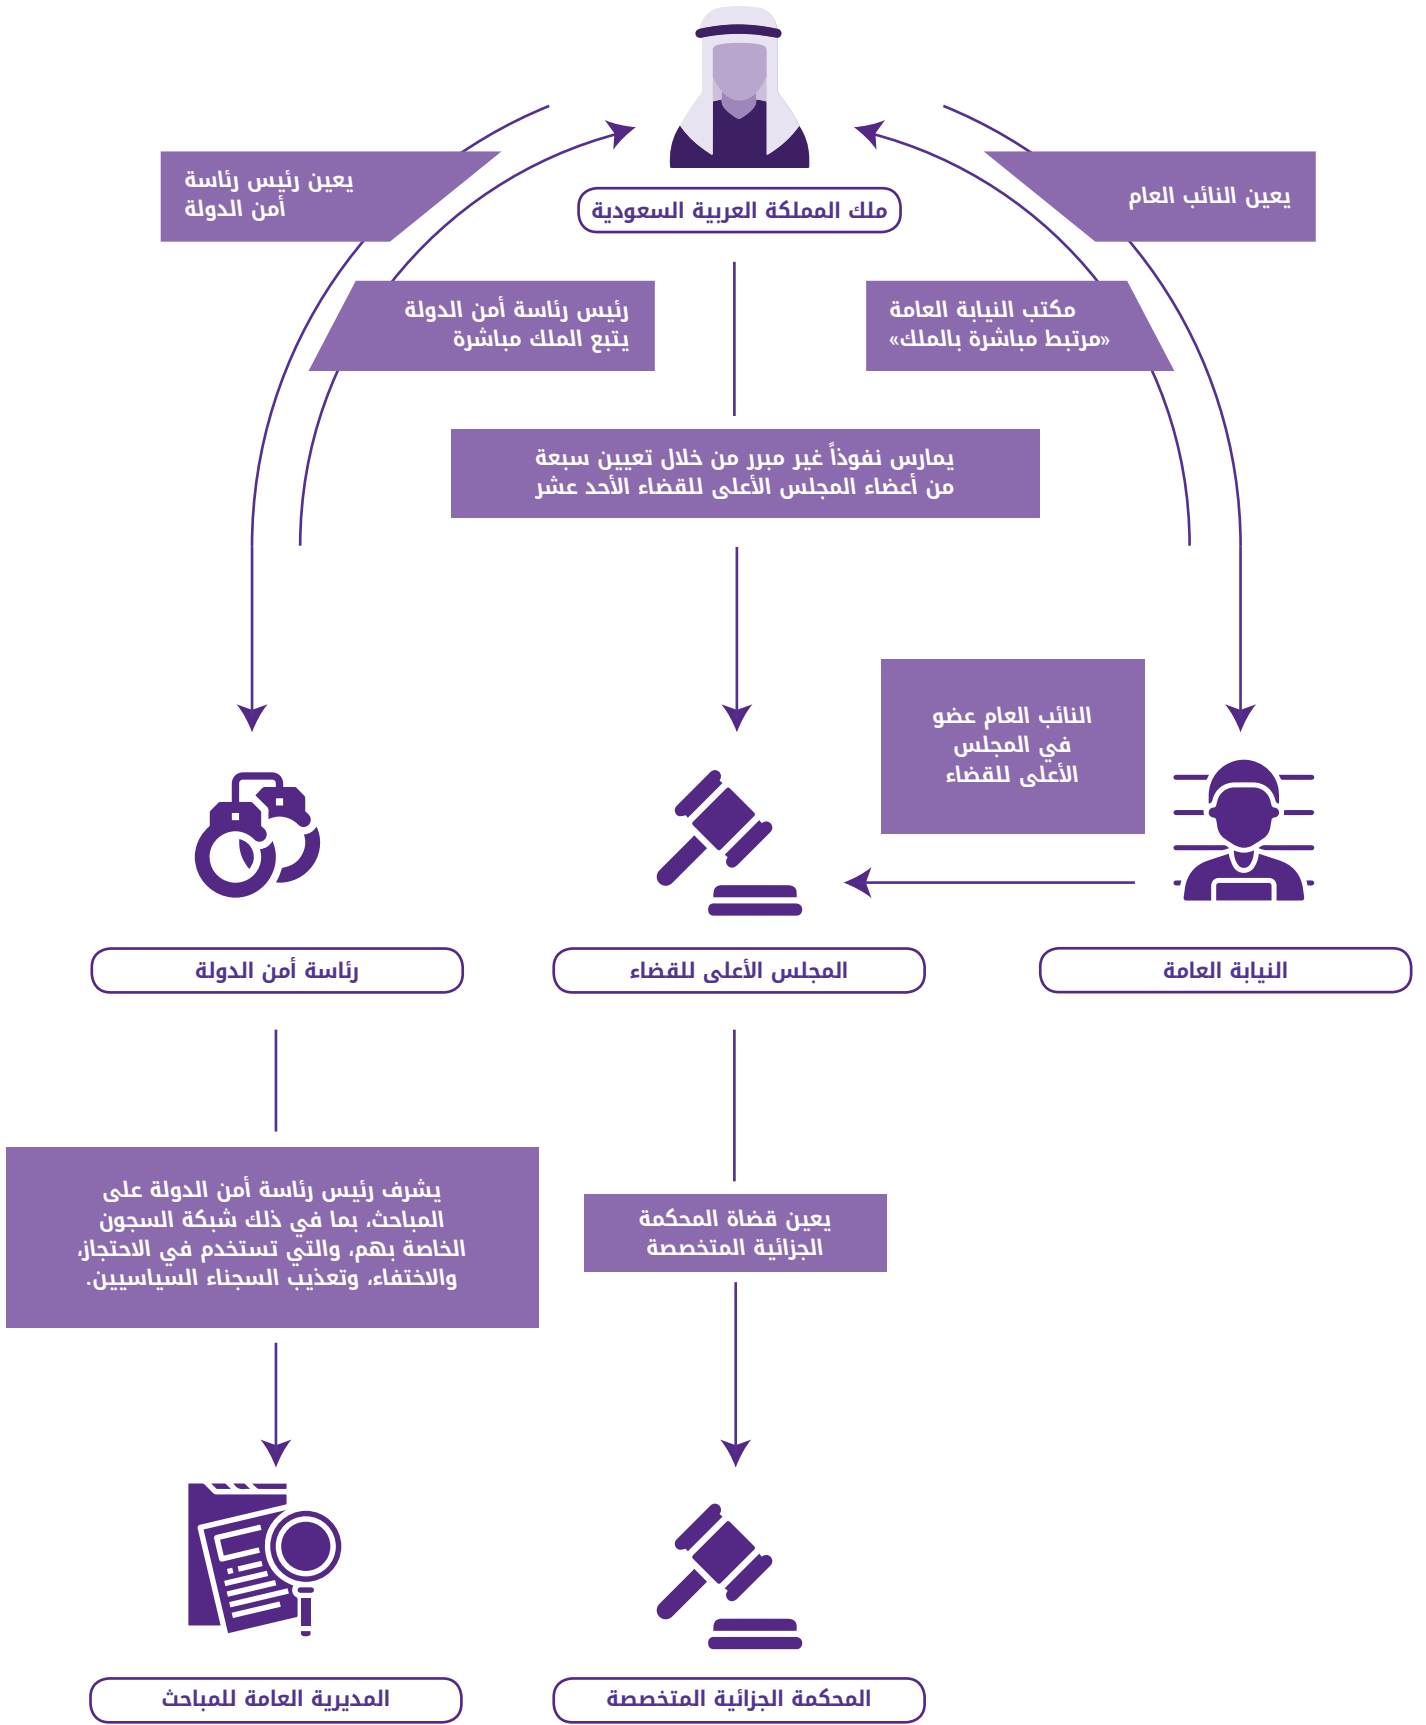 ملك المملكة العربية السعودية
يعين النائب العام
يعين رئيس رئاسة
أمن الدولة
مكتب النيابة العامة
«مرتبط مباشرة بالملك»
رئيس رئاسة أمن الدولة
يتبع الملك مباشرة
يمارس نفوذاً غير مبرر من خلال تعيين سبعة
من أعضاء المجلس الأعلى للقضاء الأحد عشر
النائب العام عضو
في المجلس
الأعلى للقضاء
النيابة العامة
المجلس الأعلى للقضاء
رئاسة أمن الدولة
يعين قضاة المحكمة
الجزائية المتخصصة
يشرف رئيس رئاسة أمن الدولة على
المباحث، بما في ذلك شبكة السجون
الخاصة بهم، والتي تستخدم في الاحتجاز،
والاختفاء، وتعذيب السجناء السياسيين.
المحكمة الجزائية المتخصصة
المديرية العامة للمباحث